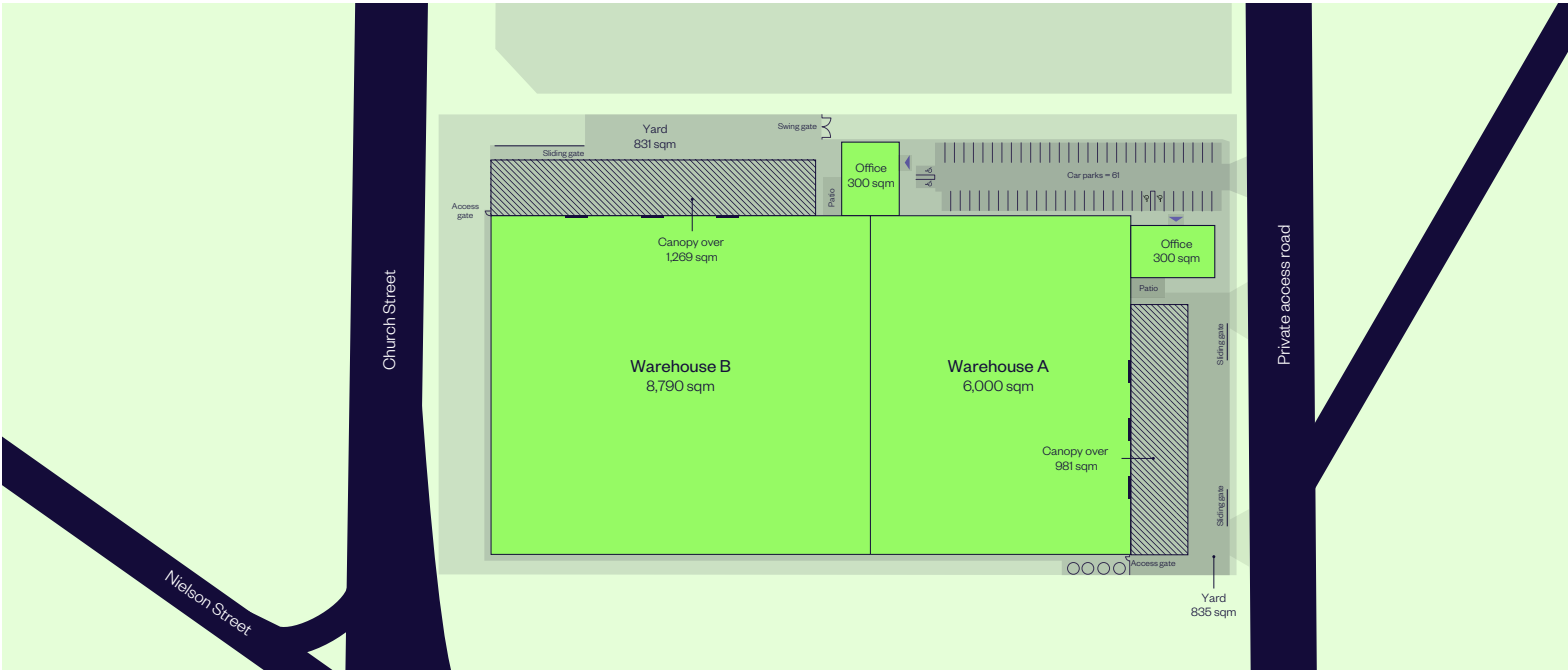 Yard
831 sqm
Swing gate
Sliding gate
Office
300 sqm
Car parks = 61
Patio
Access
gate
Canopy over
1,269 sqm
Office
300 sqm
Patio
Church Street
Private access road
Sliding gate
Warehouse B
8,790 sqm
Warehouse A
6,000 sqm
Canopy over
981 sqm
Sliding gate
Access gate
Yard
835 sqm
Nielson Street